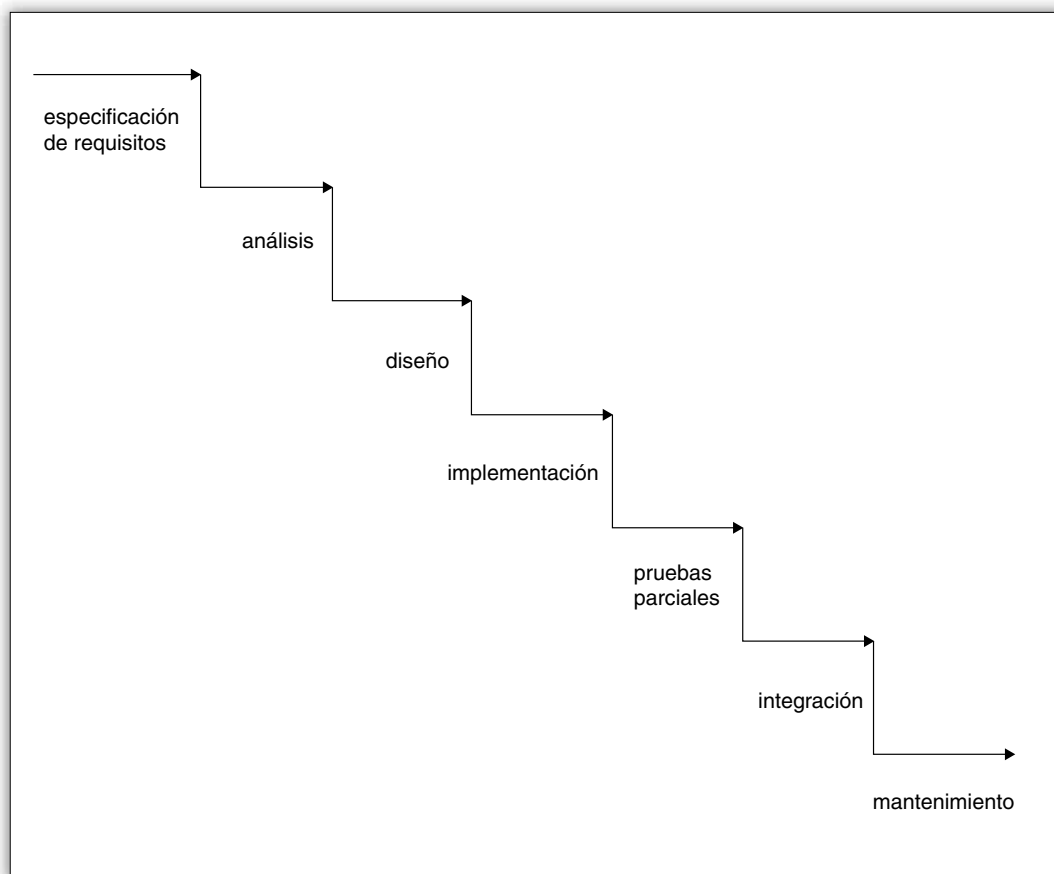 especificación
de requisitos
análisis
diseño
implementación
pruebas
parciales
integración
mantenimiento